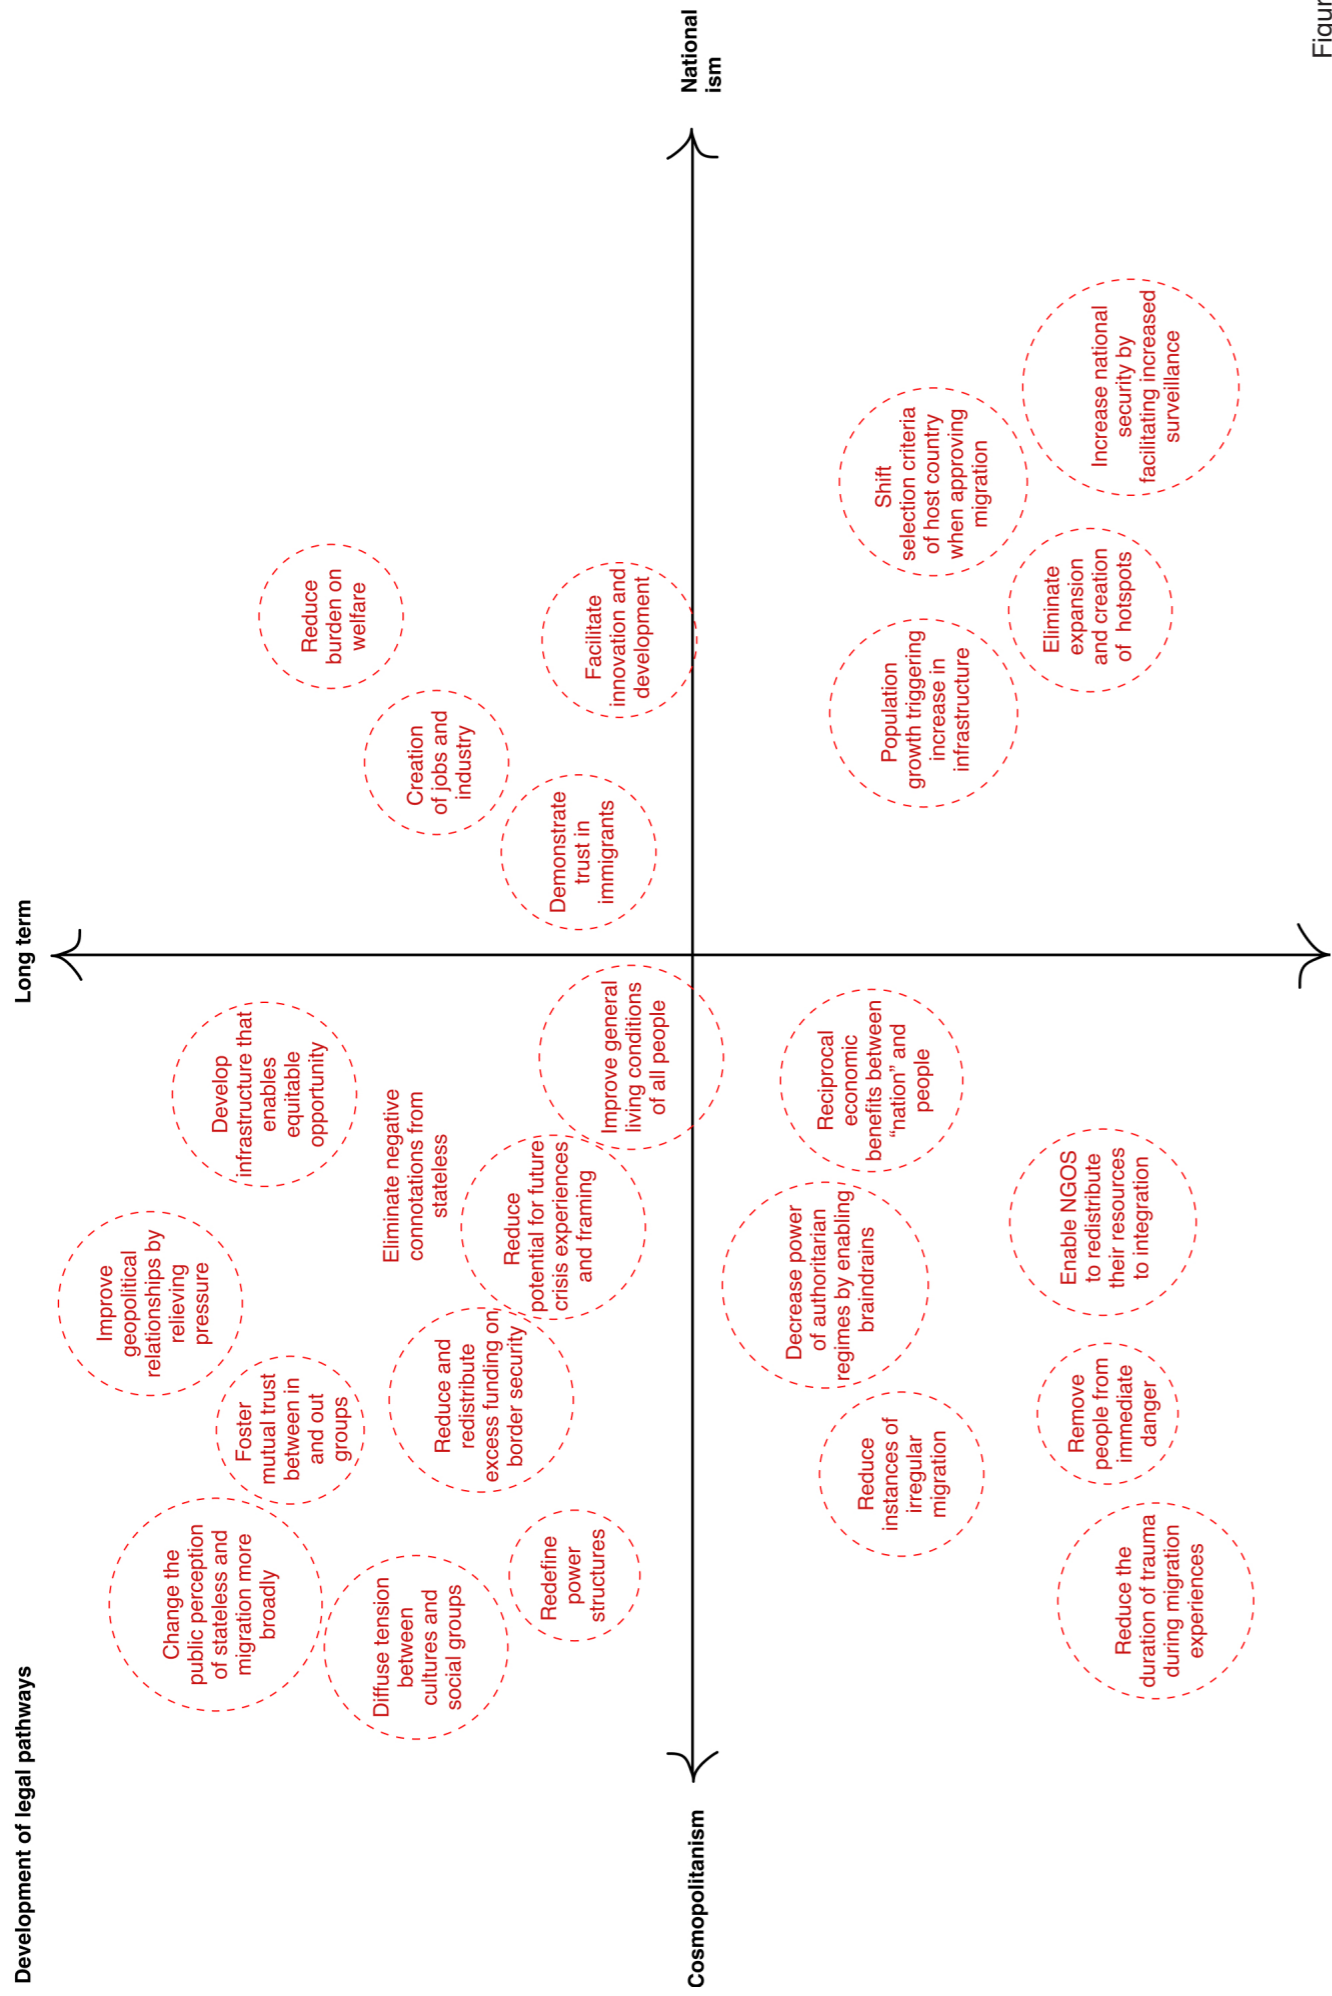 Development of legal pathways
Long term
Cosmopolitanism
National
ism
Change the
public perception
of stateless and
migration more
broadly
Improve
geopolitical
relationships by
relieving
pressure
Foster
mutual trust
between in
and out
groups
Develop
infrastructure that
enables
equitable
opportunity
Diffuse tension
between
cultures and
social groups
Reduce and
redistribute
excess funding on
border security
Eliminate negative
connotations from
stateless
Redefine
power
structures
Reduce
potential for future
crisis experiences
and framing
Improve general
living conditions
of all people
Reduce
burden on
welfare
Creation
of jobs and
industry
Demonstrate
trust in
immigrants
Facilitate
innovation and
development
Decrease power
of authoritarian
regimes by enabling
braindrains
Reciprocal
economic
benefits between
“nation” and
people
Reduce
instances of
irregular
migration
Enable NGOS
to redistribute
their resources
to integration
Remove
people from
immediate
danger
Reduce the
duration of trauma
during migration
experiences
Population
growth triggering
increase in
infrastructure
Shift
selection criteria
of host country
when approving
migration
Eliminate
expansion
and creation
of hotspots
Increase national
security by
facilitating increased
surveillance